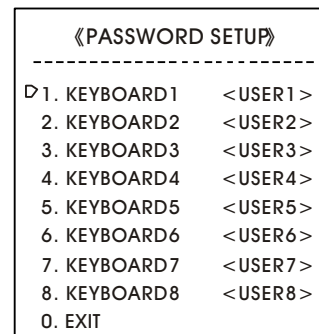 《PASSWORD SETUP》
--------------------------
1. KEYBOARD1 <USER1>
2. KEYBOARD2 <USER2>
3. KEYBOARD3 <USER3>
4. KEYBOARD4 <USER4>
5. KEYBOARD5 <USER5>
6. KEYBOARD6 <USER6>
7. KEYBOARD7 <USER7>
8. KEYBOARD8 <USER8>
0. EXIT